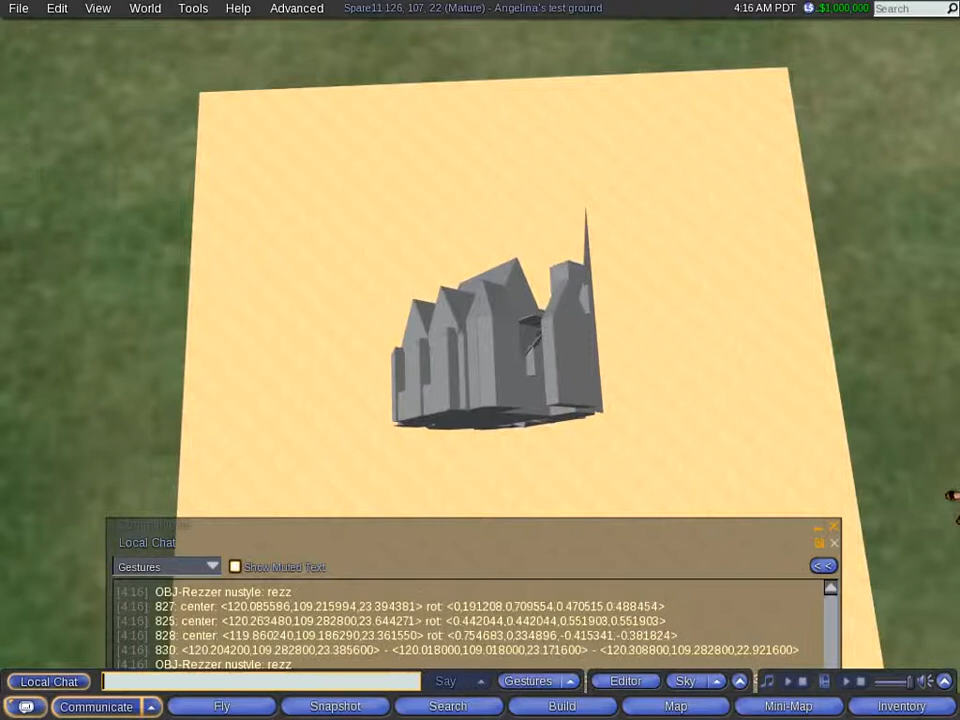 File Edit View World Tools Help Advanced Spare11 126, 107, 22 (Mature) - Angelina's test ground 4:16 AM PDT L$ $1,000,000 Search
Local Chat
Gestures Show Muted Text <<
[4:16] OBJ-Rezzer nustyle: rezz
[4:16] 827: center: <120.085586,109.215994,23.394381> rot: <0.191208,0.709554,0.470515,0.488454>
[4:16] 825: center: <120.263480,109.282800,23.644271> rot: <0.442044,0.442044,0.551903,0.551903>
[4:16] 828: center: <119.860240,109.186290,23.361550> rot: <0.754683,0.334896,-0.415341,-0.381824>
[4:16] 830: <120.204200,109.282800,23.385600> - <120.018000,109.018000,23.171600> - <120.308800,109.282800,22.921600>
[4:16] OBJ-Rezzer nustyle: rezz
Local Chat Say Gestures Editor Sky
Communicate Fly Snapshot Search Build Map Mini-Map Inventory